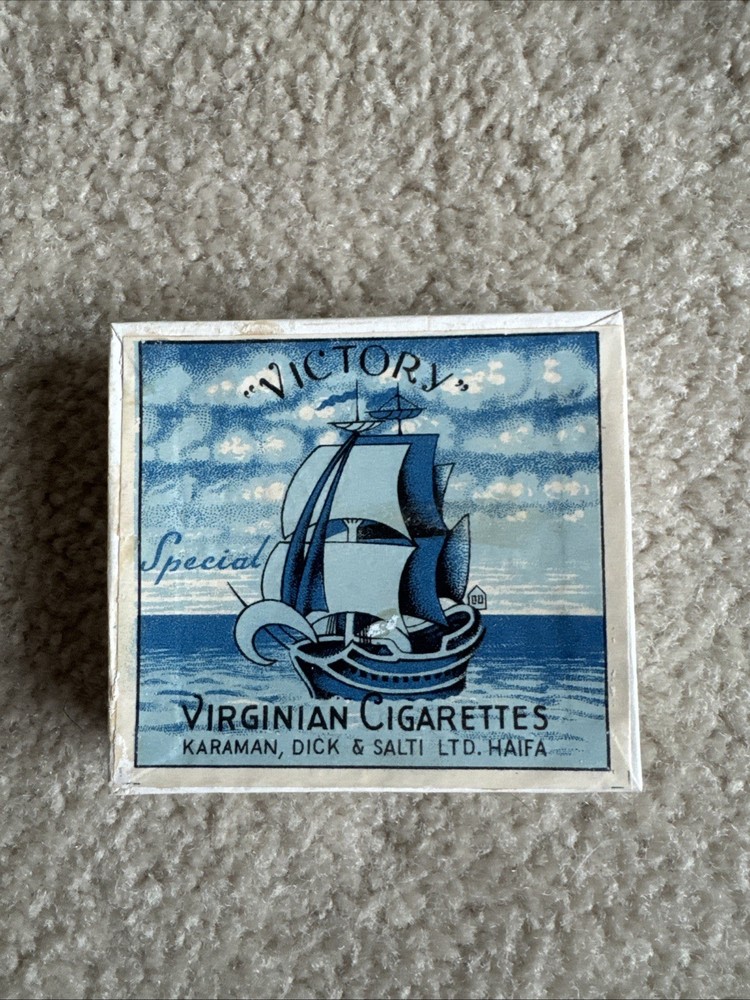 "VICTORY"
Special
VIRGINIAN CIGARETTES
KARAMAN, DICK & SALTI LTD. HAIFA